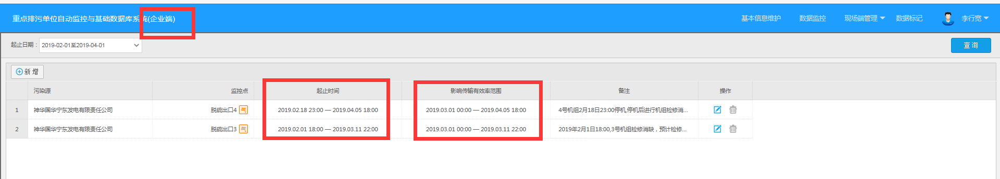 重点排污单位自动监控与基础数据库系统(企业端)
基本信息维护 数据监控 现场端管理 数据标记 李行宽
起止日期： 2019-02-01至2019-04-01 查 询
新 增
污染源 监控点 起止时间 影响传输有效率范围 备注 操作
1 神华国华宁东发电有限责任公司 脱硫出口4 气 2019.02.18 23:00 — 2019.04.05 18:00 2019.03.01 00:00 — 2019.04.05 18:00 4号机组2月18日23:00停机,停机后进行机组检修消...
2 神华国华宁东发电有限责任公司 脱硫出口3 气 2019.02.01 18:00 — 2019.03.11 22:00 2019.03.01 00:00 — 2019.03.11 22:00 2019年2月1日18:00,3号机组检修消缺，预计检修...